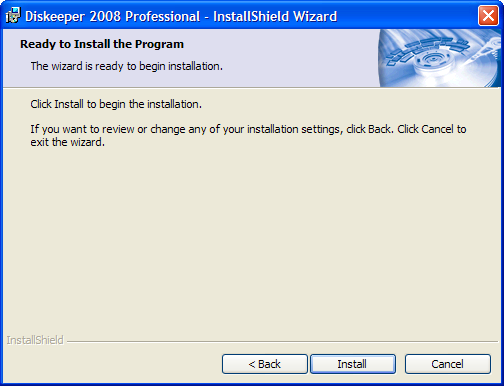 Diskeeper 2008 Professional - InstallShield Wizard
Ready to Install the Program
The wizard is ready to begin installation.
Click Install to begin the installation.
If you want to review or change any of your installation settings, click Back. Click Cancel to
exit the wizard.
InstallShield
< Back
Install
Cancel